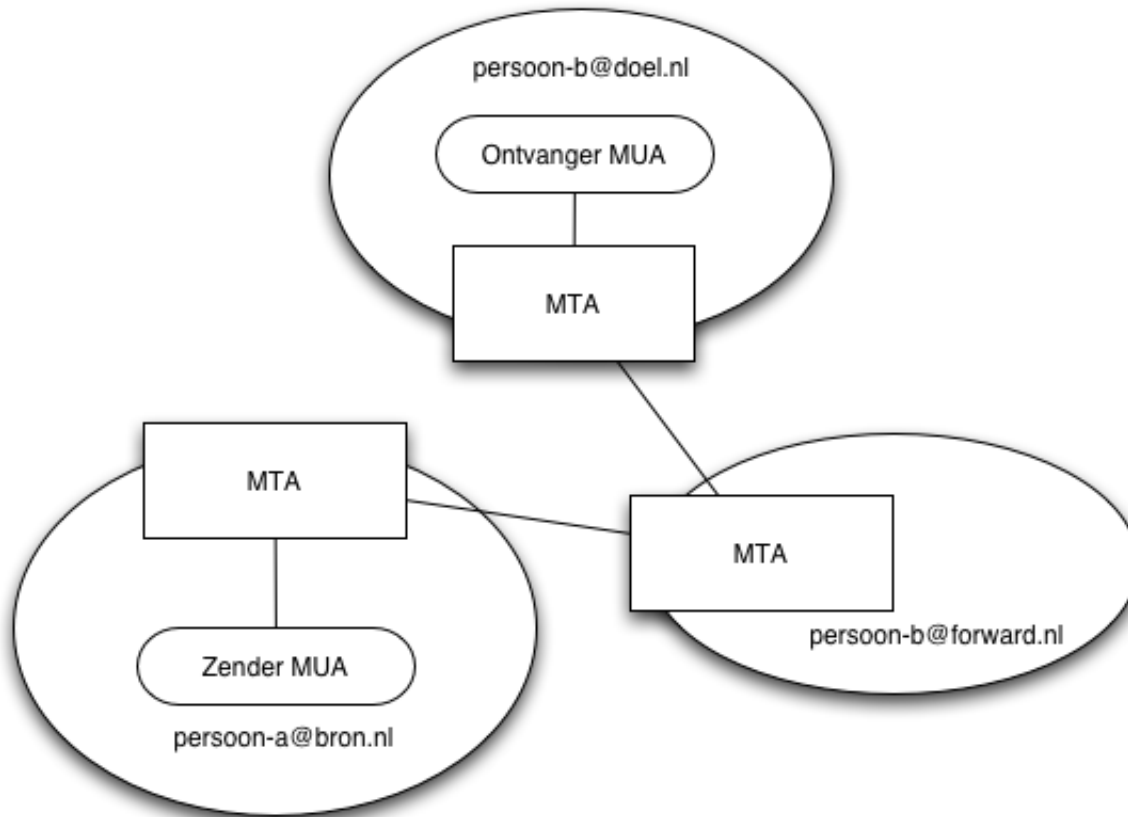 persoon-b@doel.nl
Ontvanger MUA
MTA
MTA
Zender MUA
persoon-a@bron.nl
MTA
persoon-b@forward.nl